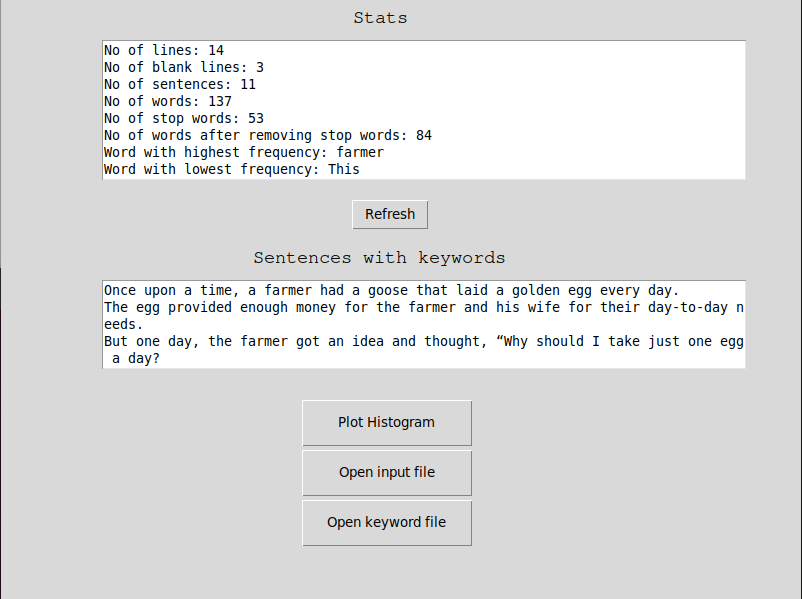 Stats
No of lines: 14
No of blank lines: 3
No of sentences: 11
No of words: 137
No of stop words: 53
No of words after removing stop words: 84
Word with highest frequency: farmer
Word with lowest frequency: This
Refresh
Sentences with keywords
Once upon a time, a farmer had a goose that laid a golden egg every day.
The egg provided enough money for the farmer and his wife for their day-to-day n
eeds.
But one day, the farmer got an idea and thought, “Why should I take just one egg
 a day?
Plot Histogram
Open input file
Open keyword file